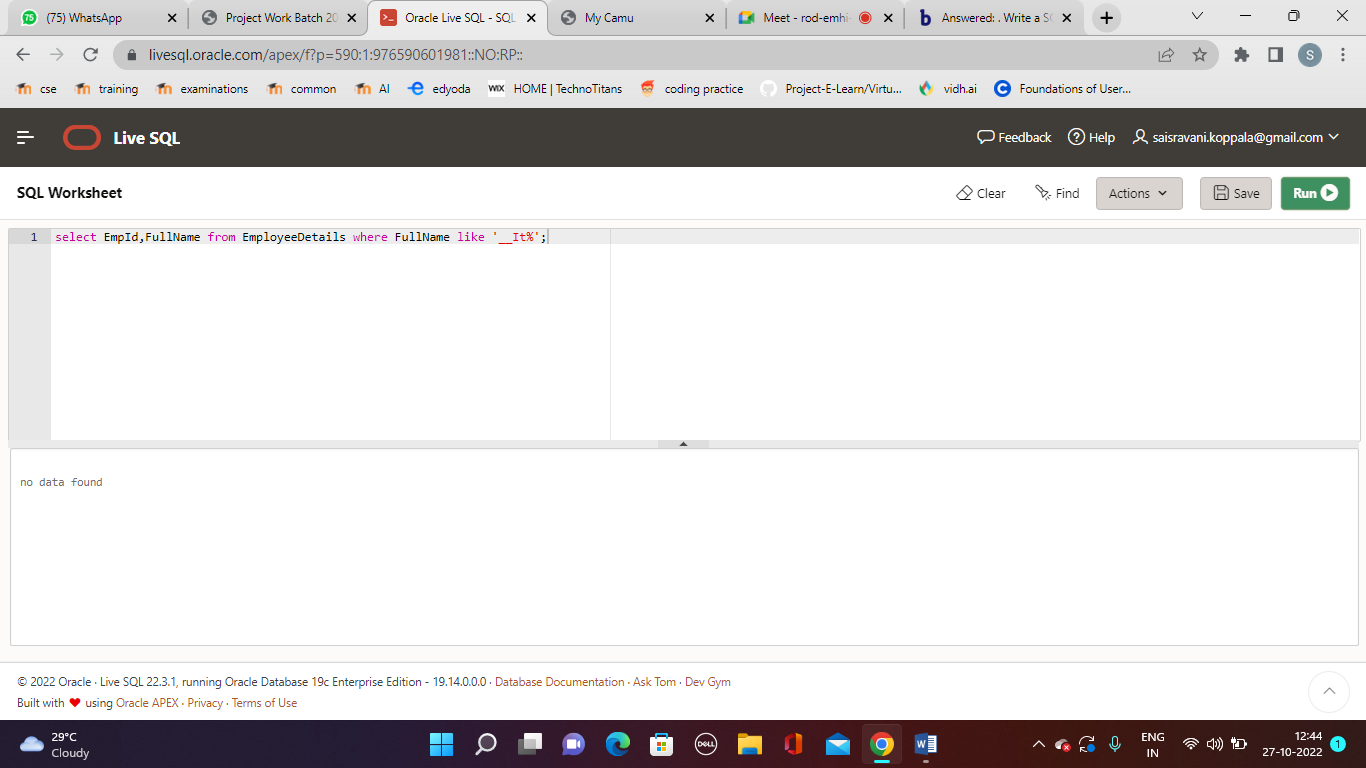 (75) WhatsApp
Project Work Batch 20
Oracle Live SQL - SQL
My Camu
Meet - rod-emhi
Answered: . Write a S
livesql.oracle.com/apex/f?p=590:1:976590601981::NO:RP::
S
cse training examinations common AI edyoda WIX HOME | TechnoTitans coding practice Project-E-Learn/Virtu... vidh.ai Foundations of User...
Live SQL
Feedback Help saisravani.koppala@gmail.com
SQL Worksheet
Clear Find Actions Save Run
1 select EmpId,FullName from EmployeeDetails where FullName like '__It%';
no data found
© 2022 Oracle · Live SQL 22.3.1, running Oracle Database 19c Enterprise Edition - 19.14.0.0.0 · Database Documentation · Ask Tom · Dev Gym
Built with ❤ using Oracle APEX · Privacy · Terms of Use
29°C
Cloudy
DELL
ENG
IN
12:44
27-10-2022
1